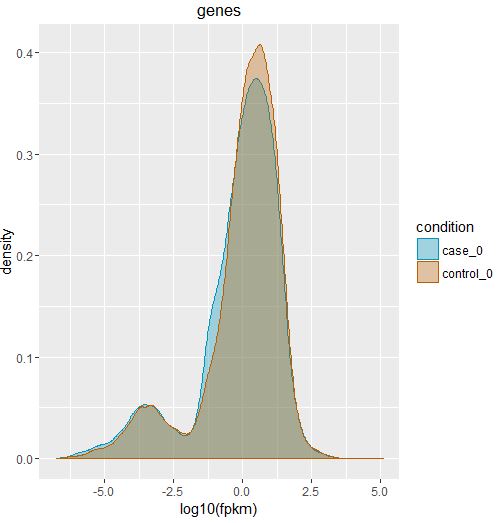 genes
0.4
0.3
0.2
0.1
0.0
density
-5.0 -2.5 0.0 2.5 5.0
log10(fpkm)
condition
case_0
control_0